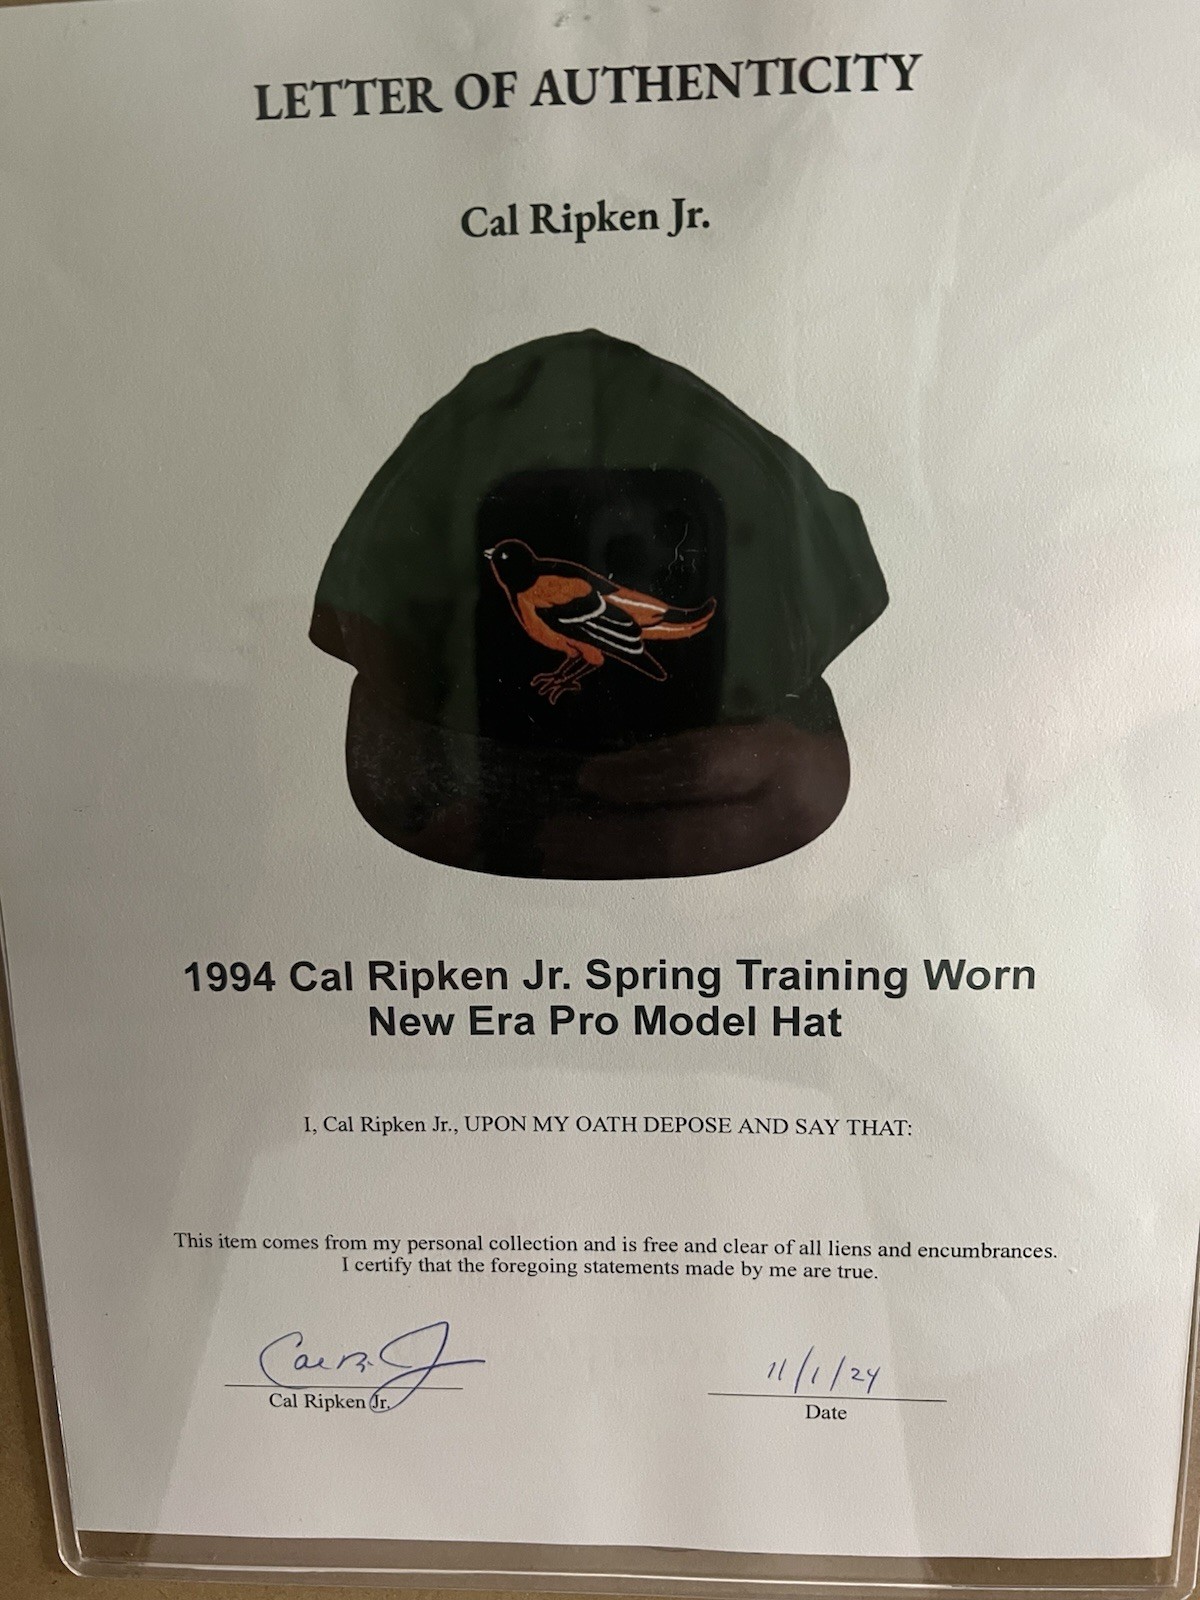 LETTER OF AUTHENTICITY
Cal Ripken Jr.
1994 Cal Ripken Jr. Spring Training Worn
New Era Pro Model Hat
I, Cal Ripken Jr., UPON MY OATH DEPOSE AND SAY THAT:
This item comes from my personal collection and is free and clear of all liens and encumbrances.
I certify that the foregoing statements made by me are true.
11/1/24
Cal Ripken Jr.
Date